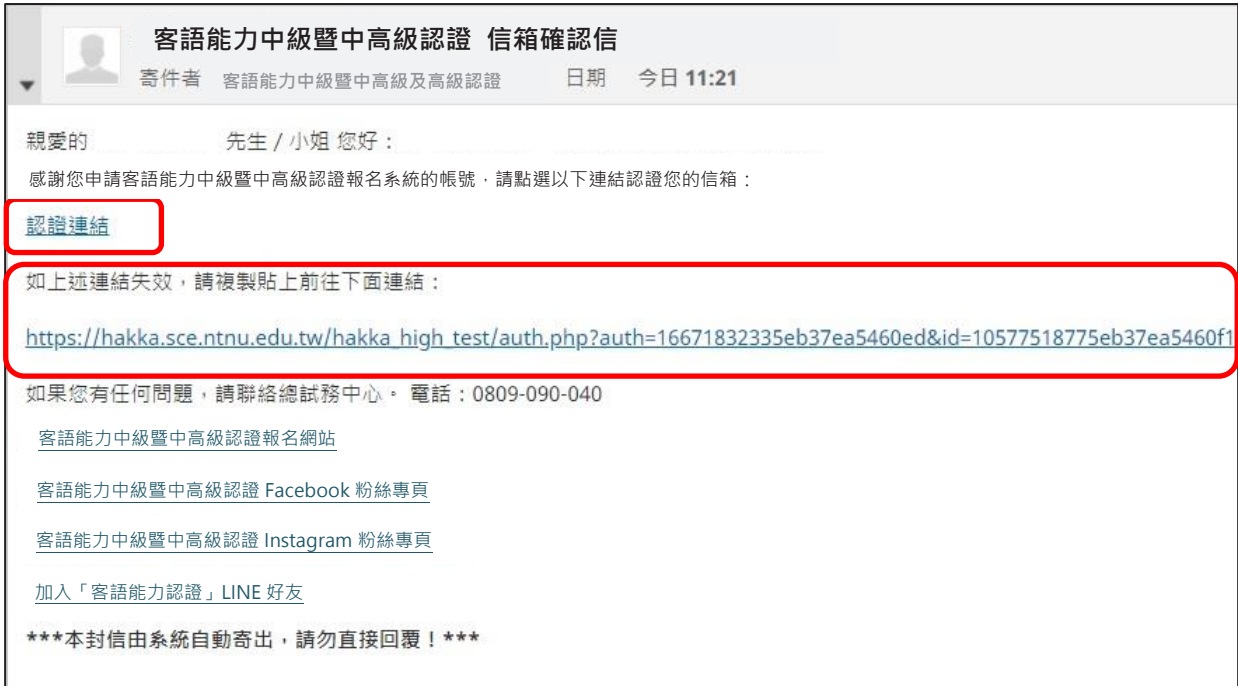 客語能力中級暨中高級認證 信箱確認信
寄件者 客語能力中級暨中高級及高級認證 日期 今日 11:21
親愛的 先生 / 小姐 您好：
感謝您申請客語能力中級暨中高級認證報名系統的帳號，請點選以下連結認證您的信箱：
認證連結
如上述連結失效，請複製貼上前往下面連結：
https://hakka.sce.ntnu.edu.tw/hakka_high_test/auth.php?auth=16671832335eb37ea5460ed&id=10577518775eb37ea5460f1
如果您有任何問題，請聯絡總試務中心。 電話：0809-090-040
客語能力中級暨中高級認證報名網站
客語能力中級暨中高級認證 Facebook 粉絲專頁
客語能力中級暨中高級認證 Instagram 粉絲專頁
加入「客語能力認證」LINE 好友
***本封信由系統自動寄出，請勿直接回覆！***